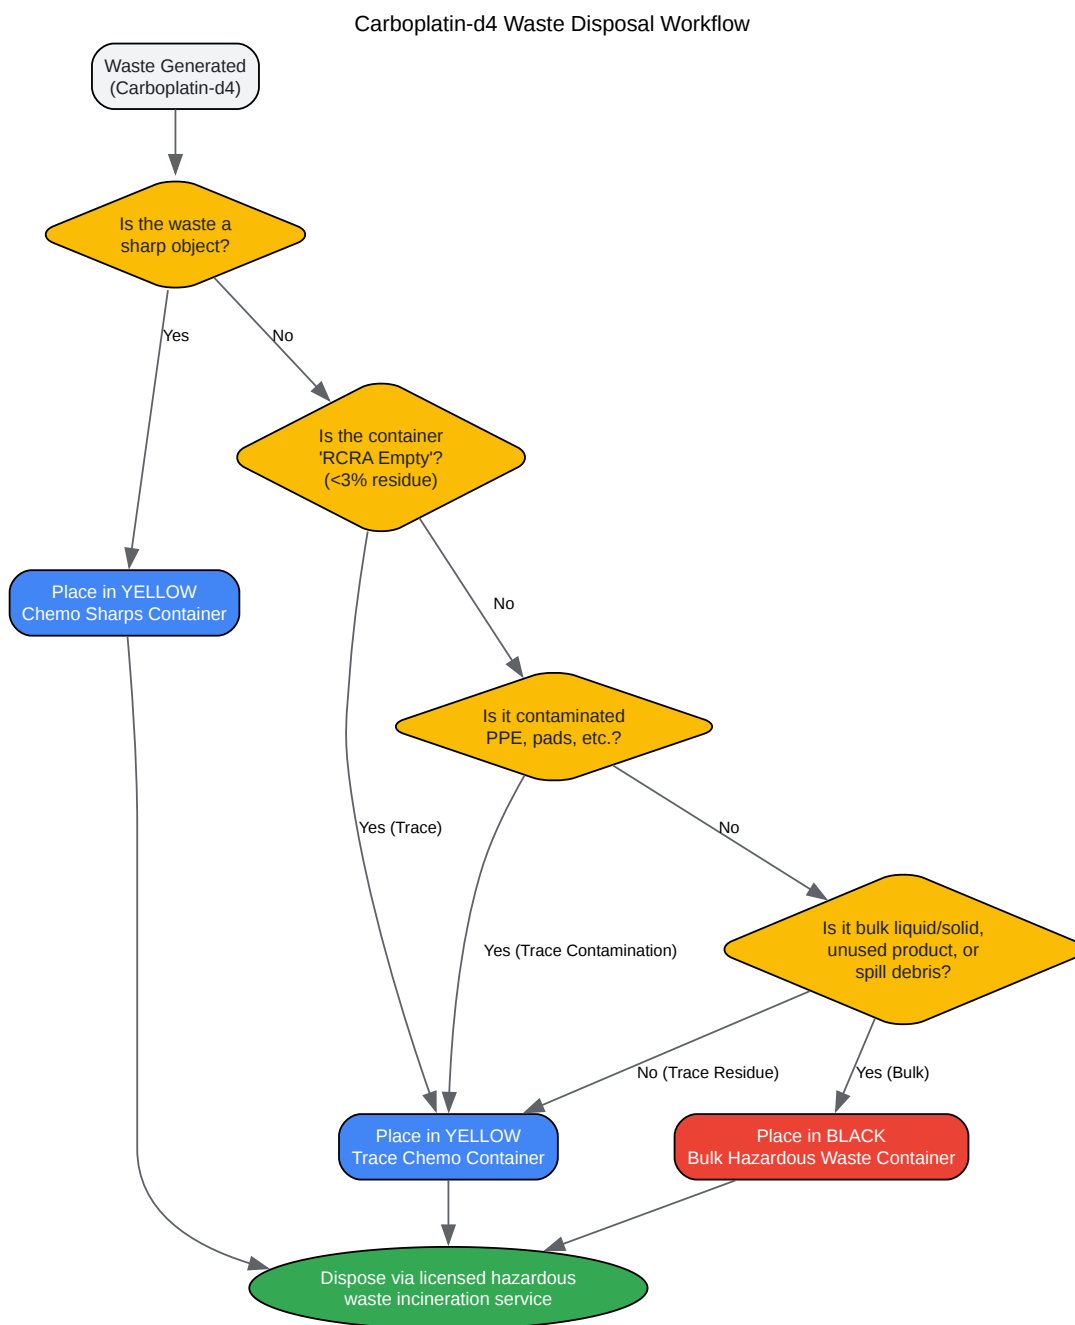 Carboplatin-d4 Waste Disposal Workflow
Waste Generated
(Carboplatin-d4)
Is the waste a
sharp object?
Yes
No
Is the container
'RCRA Empty'?
(<3% residue)
Place in YELLOW
Chemo Sharps Container
No
Is it contaminated
PPE, pads, etc.?
Yes (Trace)
No
Is it bulk liquid/solid,
unused product, or
spill debris?
Yes (Trace Contamination)
No (Trace Residue)
Yes (Bulk)
Place in YELLOW
Trace Chemo Container
Place in BLACK
Bulk Hazardous Waste Container
Dispose via licensed hazardous
waste incineration service